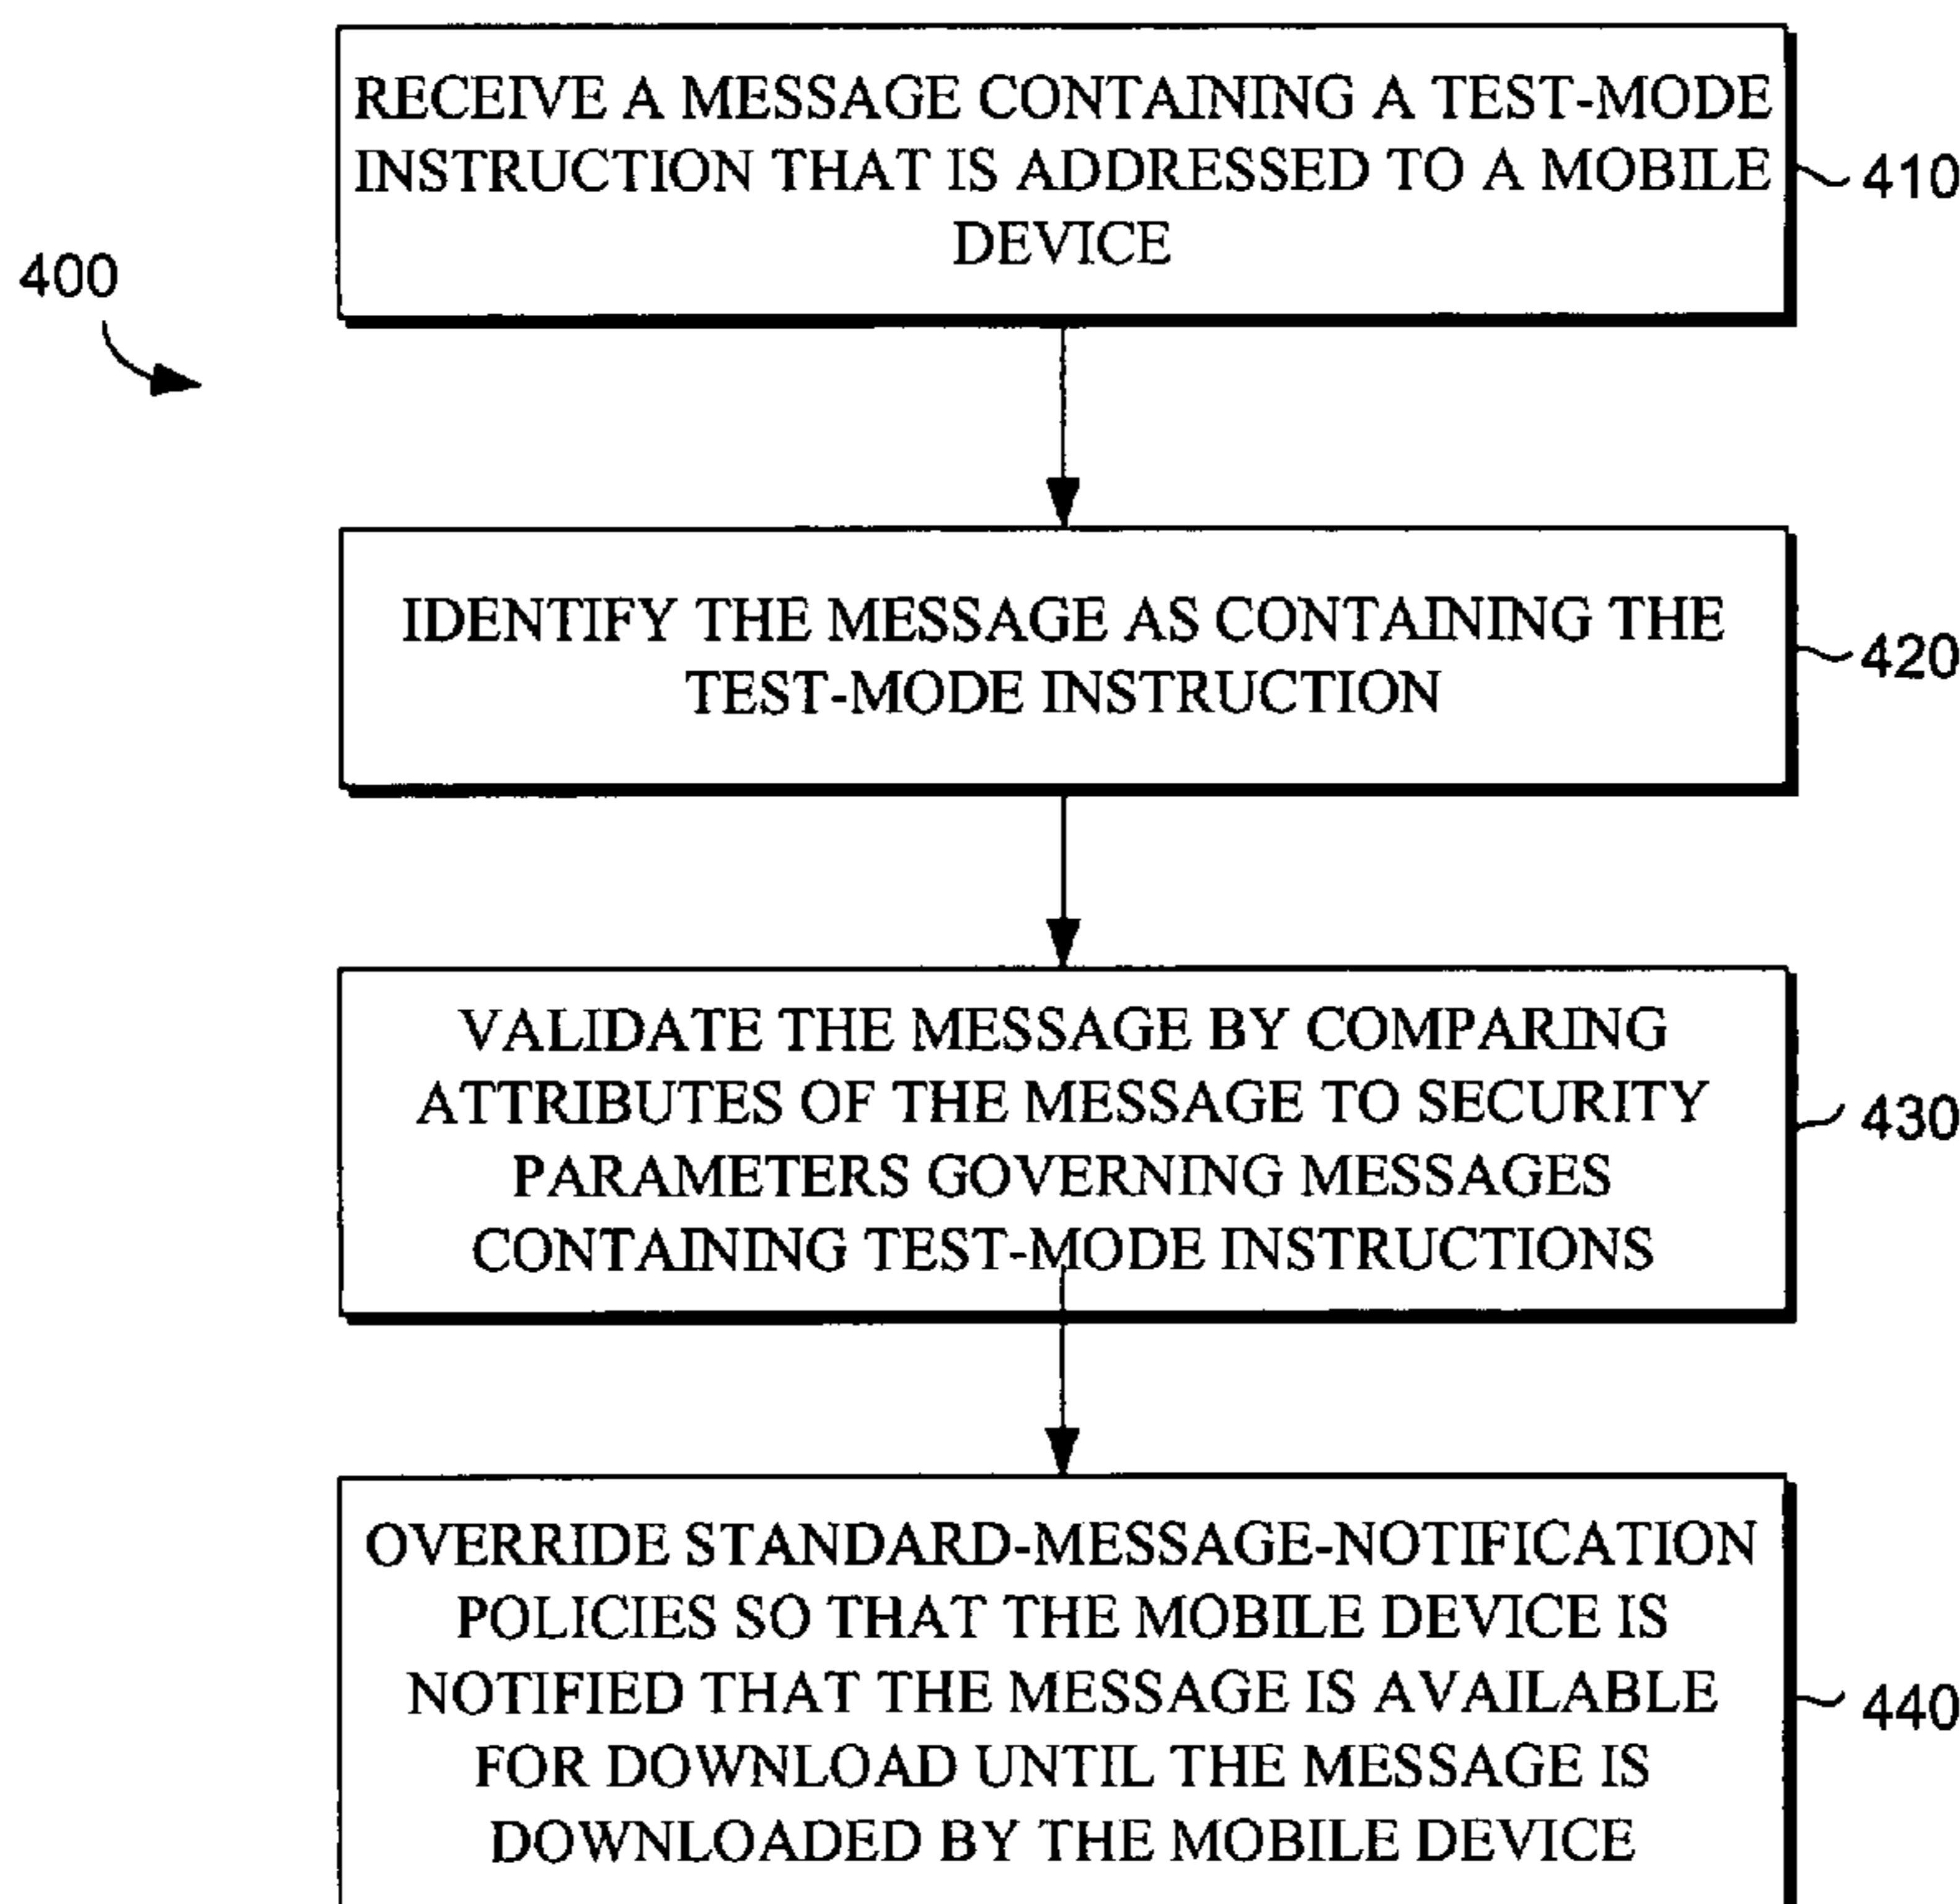 RECEIVE A MESSAGE CONTAINING A TEST-MODE
INSTRUCTION THAT IS ADDRESSED TO A MOBILE
DEVICE
410
400
IDENTIFY THE MESSAGE AS CONTAINING THE
TEST-MODE INSTRUCTION
420
VALIDATE THE MESSAGE BY COMPARING
ATTRIBUTES OF THE MESSAGE TO SECURITY
PARAMETERS GOVERNING MESSAGES
CONTAINING TEST-MODE INSTRUCTIONS
430
OVERRIDE STANDARD-MESSAGE-NOTIFICATION
POLICIES SO THAT THE MOBILE DEVICE IS
NOTIFIED THAT THE MESSAGE IS AVAILABLE
FOR DOWNLOAD UNTIL THE MESSAGE IS
DOWNLOADED BY THE MOBILE DEVICE
440